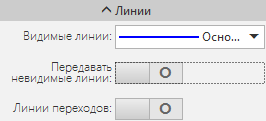 Линии
Видимые линии: Осно...
Передавать
невидимые линии:
Линии переходов: